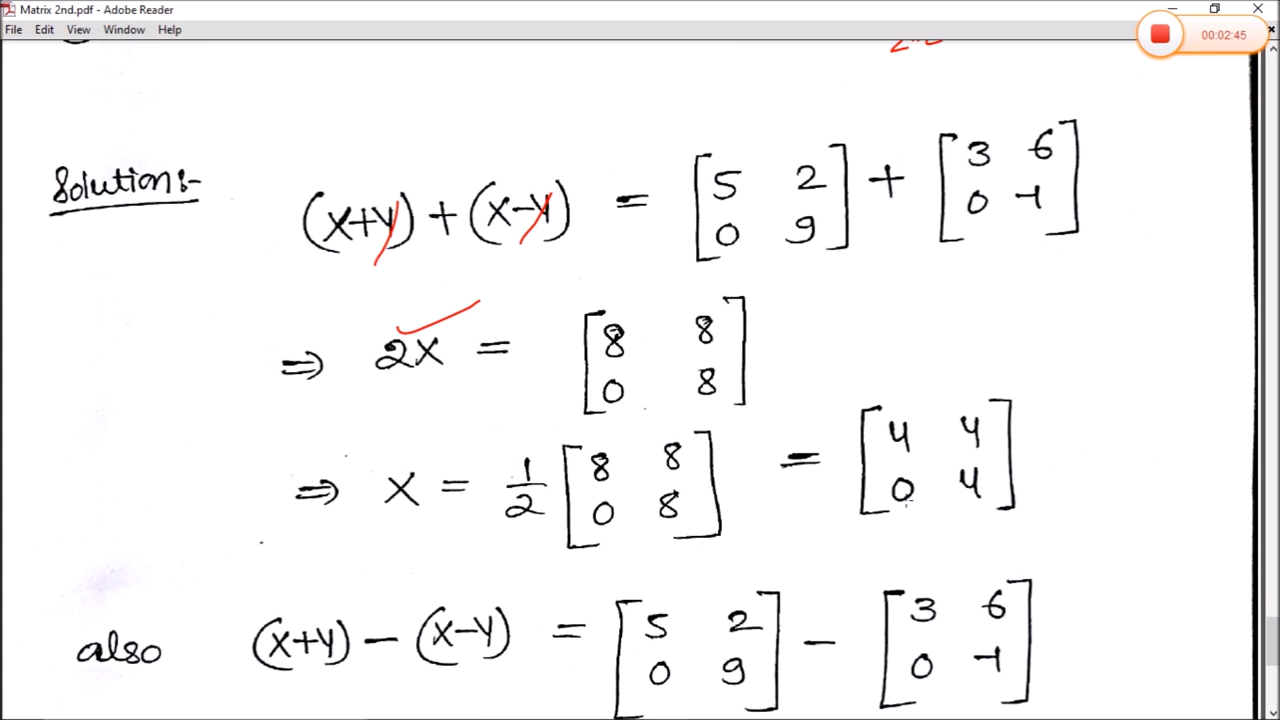 Matrix 2nd.pdf - Adobe Reader
File Edit View Window Help
00:02:45
Solution:-
(X+Y) + (X-Y) = [5 2 0 9] + [3 6 0 -1]
⇒ 2X = [8 8 0 8]
⇒ X = 1/2 [8 8 0 8] = [4 4 0 4]
also (X+Y) - (X-Y) = [5 2 0 9] - [3 6 0 -1]